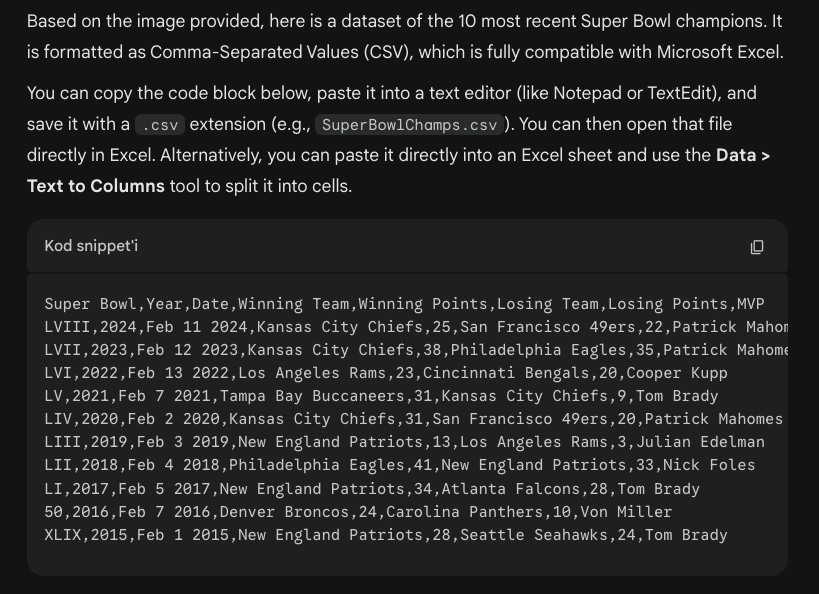 Based on the image provided, here is a dataset of the 10 most recent Super Bowl champions. It
is formatted as Comma-Separated Values (CSV), which is fully compatible with Microsoft Excel.
You can copy the code block below, paste it into a text editor (like Notepad or TextEdit), and
save it with a .csv extension (e.g., SuperBowlChamps.csv). You can then open that file
directly in Excel. Alternatively, you can paste it directly into an Excel sheet and use the Data >
Text to Columns tool to split it into cells.
Kod snippet'i
Super Bowl,Year,Date,Winning Team,Winning Points,Losing Team,Losing Points,MVP
LVIII,2024,Feb 11 2024,Kansas City Chiefs,25,San Francisco 49ers,22,Patrick Mahom
LVII,2023,Feb 12 2023,Kansas City Chiefs,38,Philadelphia Eagles,35,Patrick Mahome
LVI,2022,Feb 13 2022,Los Angeles Rams,23,Cincinnati Bengals,20,Cooper Kupp
LV,2021,Feb 7 2021,Tampa Bay Buccaneers,31,Kansas City Chiefs,9,Tom Brady
LIV,2020,Feb 2 2020,Kansas City Chiefs,31,San Francisco 49ers,20,Patrick Mahomes
LIII,2019,Feb 3 2019,New England Patriots,13,Los Angeles Rams,3,Julian Edelman
LII,2018,Feb 4 2018,Philadelphia Eagles,41,New England Patriots,33,Nick Foles
LI,2017,Feb 5 2017,New England Patriots,34,Atlanta Falcons,28,Tom Brady
50,2016,Feb 7 2016,Denver Broncos,24,Carolina Panthers,10,Von Miller
XLIX,2015,Feb 1 2015,New England Patriots,28,Seattle Seahawks,24,Tom Brady